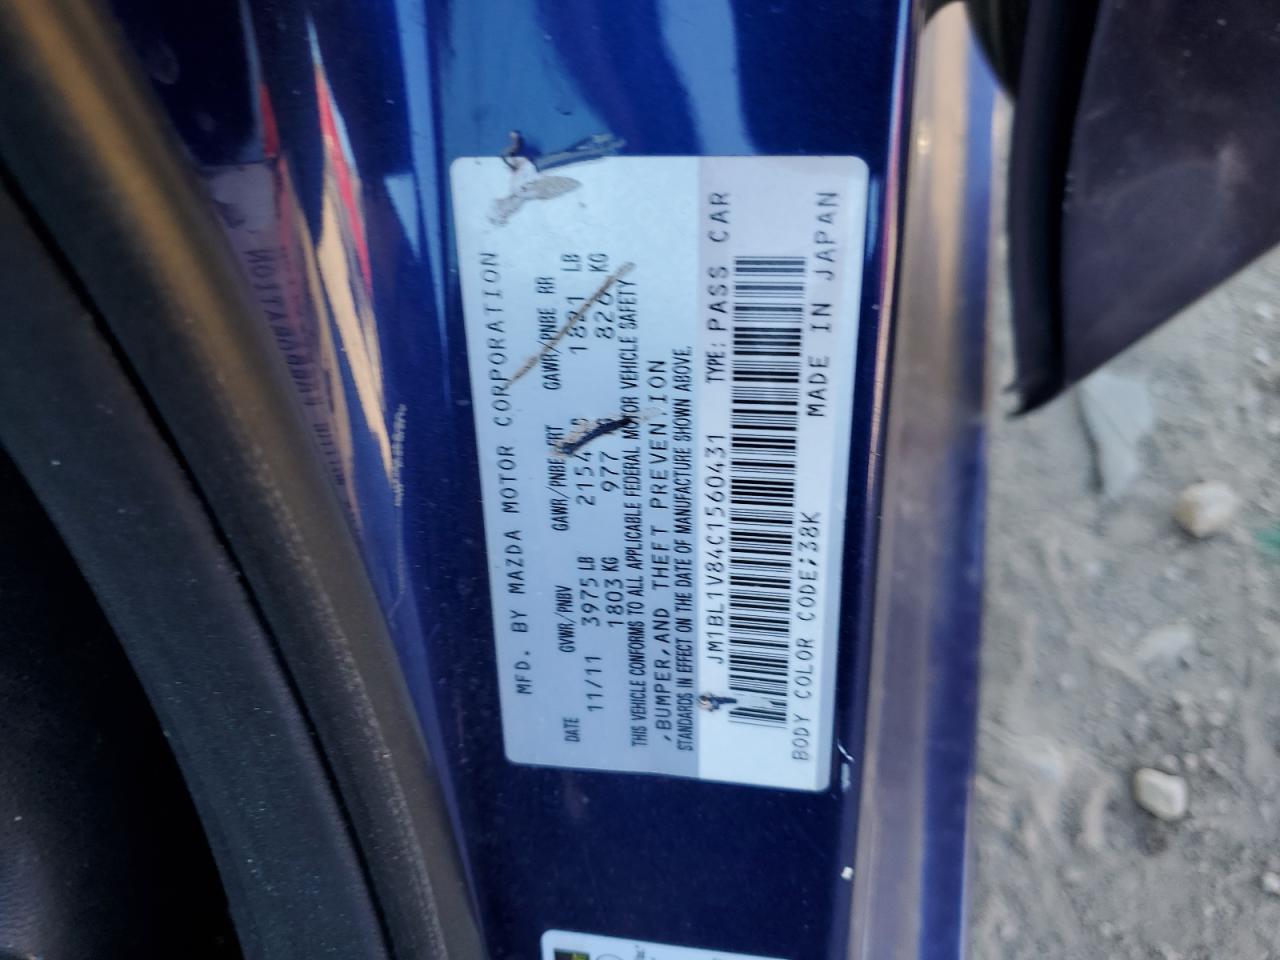 MFD. BY MAZDA MOTOR CORPORATION
DATE GVWR/PNBV GAWR/PNBE FRT GAWR/PNBE RR
11/11 3975 LB 2154 LB 1821 LB
1803 KG 977 826 KG
THIS VEHICLE CONFORMS TO ALL APPLICABLE FEDERAL MOTOR VEHICLE SAFETY
,BUMPER,AND THEFT PREVENTION
STANDARDS IN EFFECT ON THE DATE OF MANUFACTURE SHOWN ABOVE.
JM1BL1V84C1560431 TYPE: PASS CAR
BODY COLOR CODE;38K MADE IN JAPAN